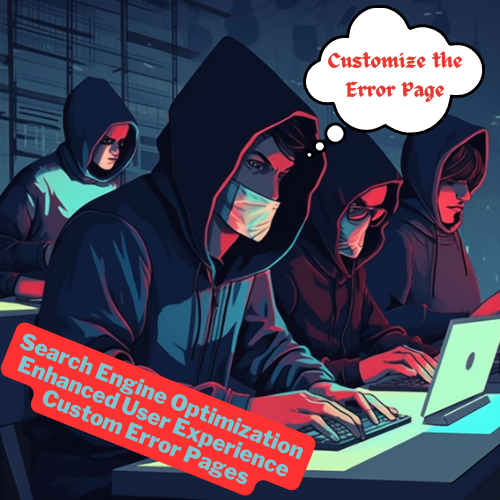 Customize the
Error Page
Search Engine Optimization
Enhanced User Experience
Custom Error Pages